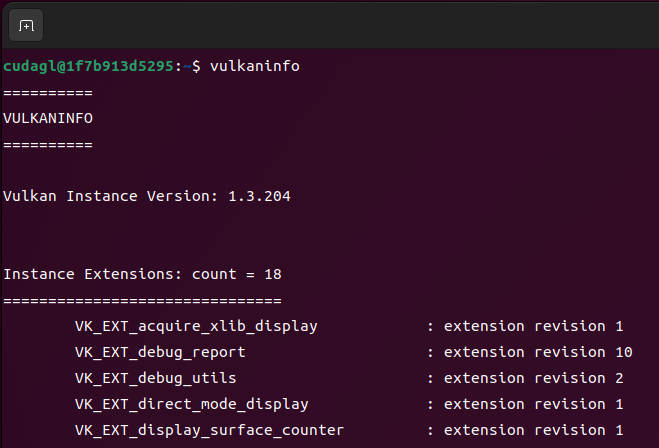 cudagl@1f7b913d5295:~$ vulkaninfo
==========
VULKANINFO
==========
Vulkan Instance Version: 1.3.204
Instance Extensions: count = 18
===============================
VK_EXT_acquire_xlib_display : extension revision 1
VK_EXT_debug_report : extension revision 10
VK_EXT_debug_utils : extension revision 2
VK_EXT_direct_mode_display : extension revision 1
VK_EXT_display_surface_counter : extension revision 1